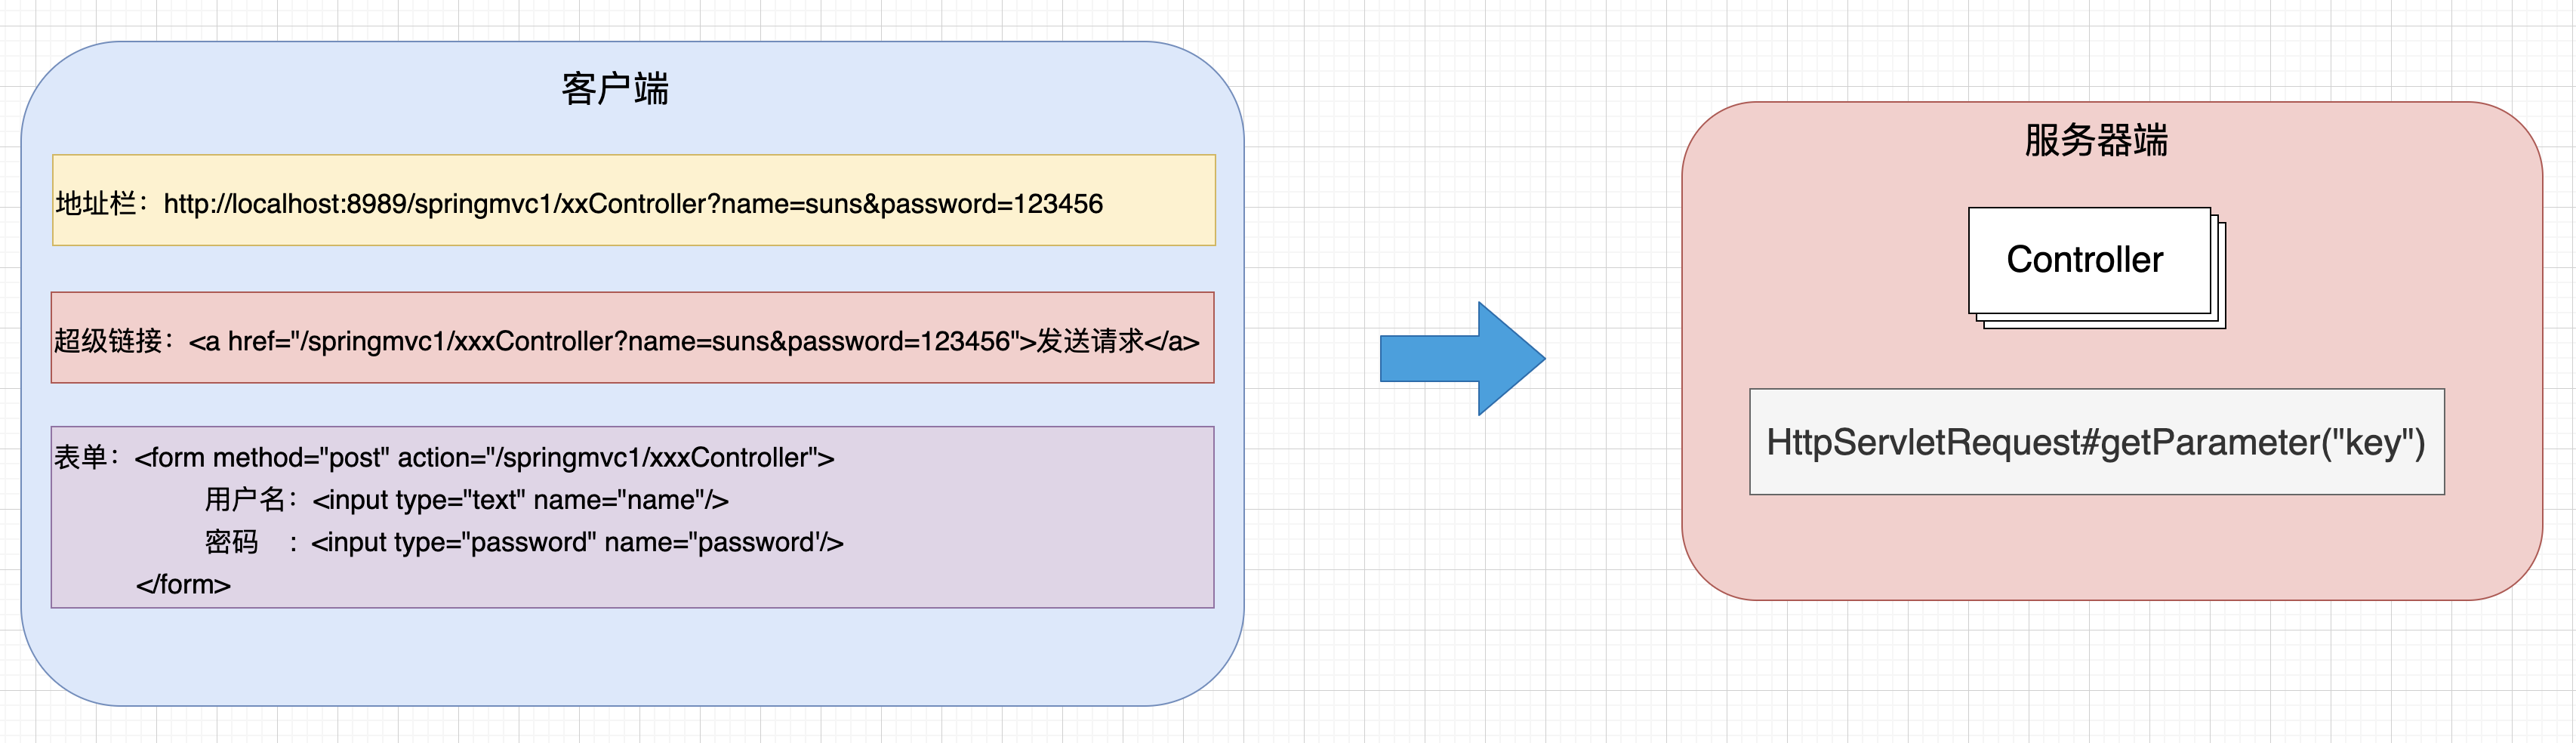 客户端
地址栏：http://localhost:8989/springmvc1/xxController?name=suns&password=123456
超级链接：<a href="/springmvc1/xxxController?name=suns&password=123456">发送请求</a>
表单：<form method="post" action="/springmvc1/xxxController">
用户名：<input type="text" name="name"/>
密码　：<input type="password" name="password'/>
</form>
服务器端
Controller
HttpServletRequest#getParameter("key")